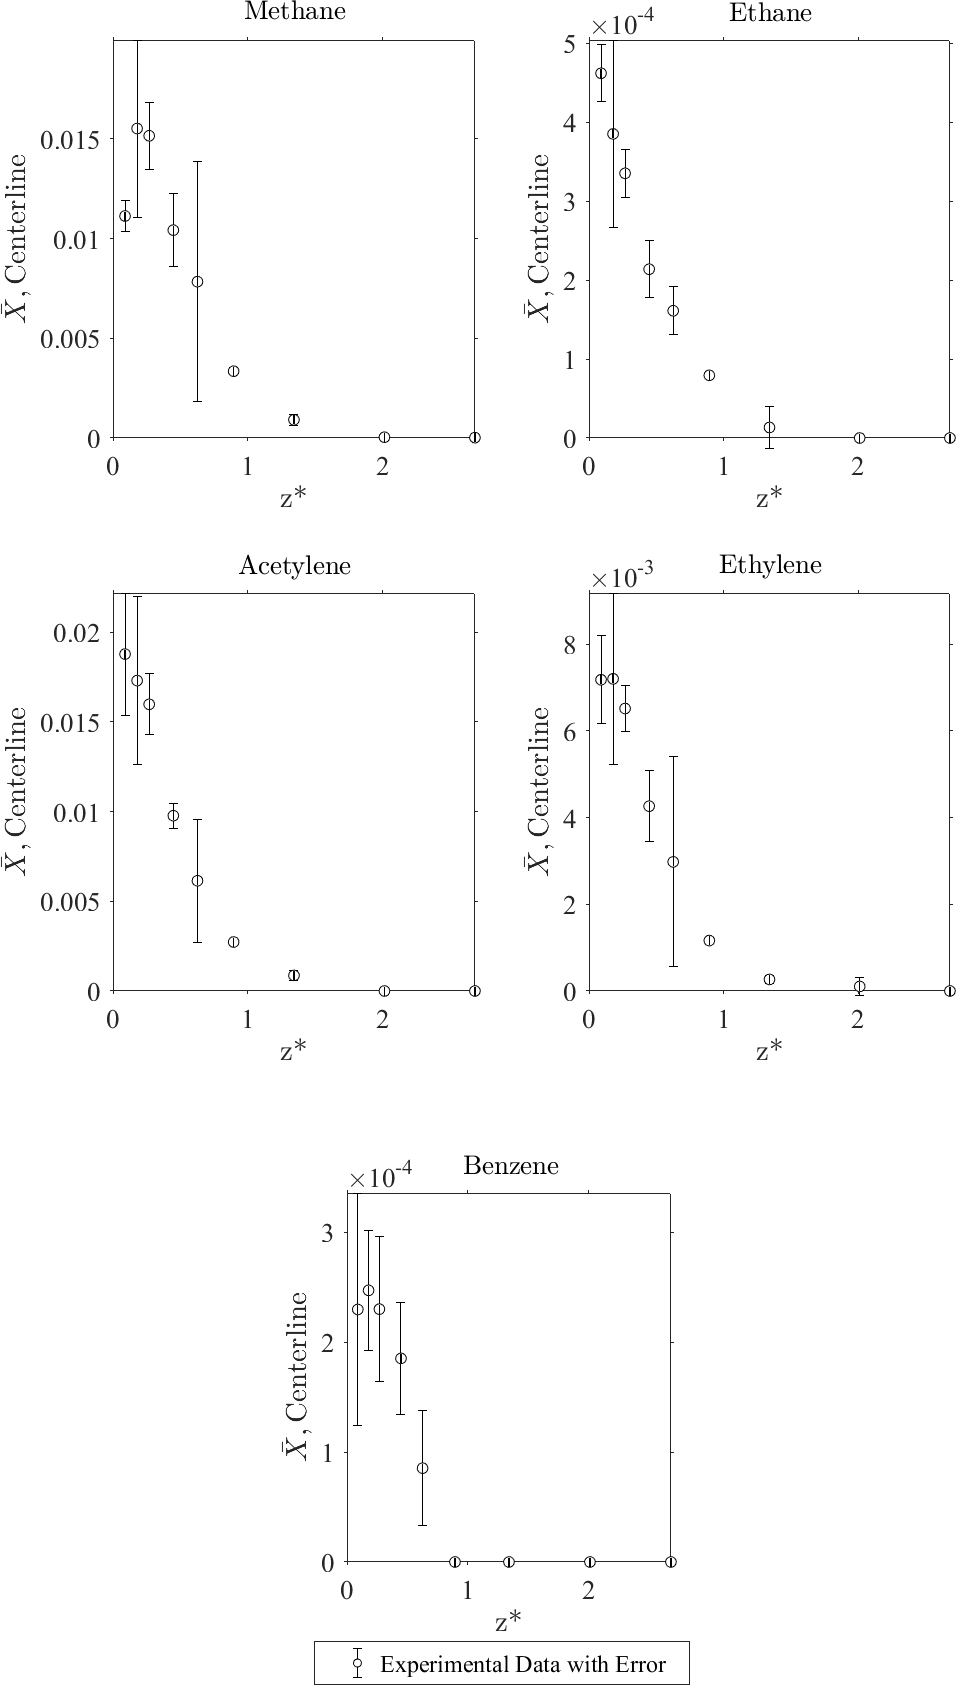 Methane
0.015
0.01
0.005
0
0 1 2
X̄, Centerline
z*
Ethane
×10-4
5
4
3
2
1
0
0 1 2
X̄, Centerline
z*
Acetylene
0.02
0.015
0.01
0.005
0
0 1 2
X̄, Centerline
z*
Ethylene
×10-3
8
6
4
2
0
0 1 2
X̄, Centerline
z*
Benzene
×10-4
3
2
1
0
0 1 2
X̄, Centerline
z*
Experimental Data with Error